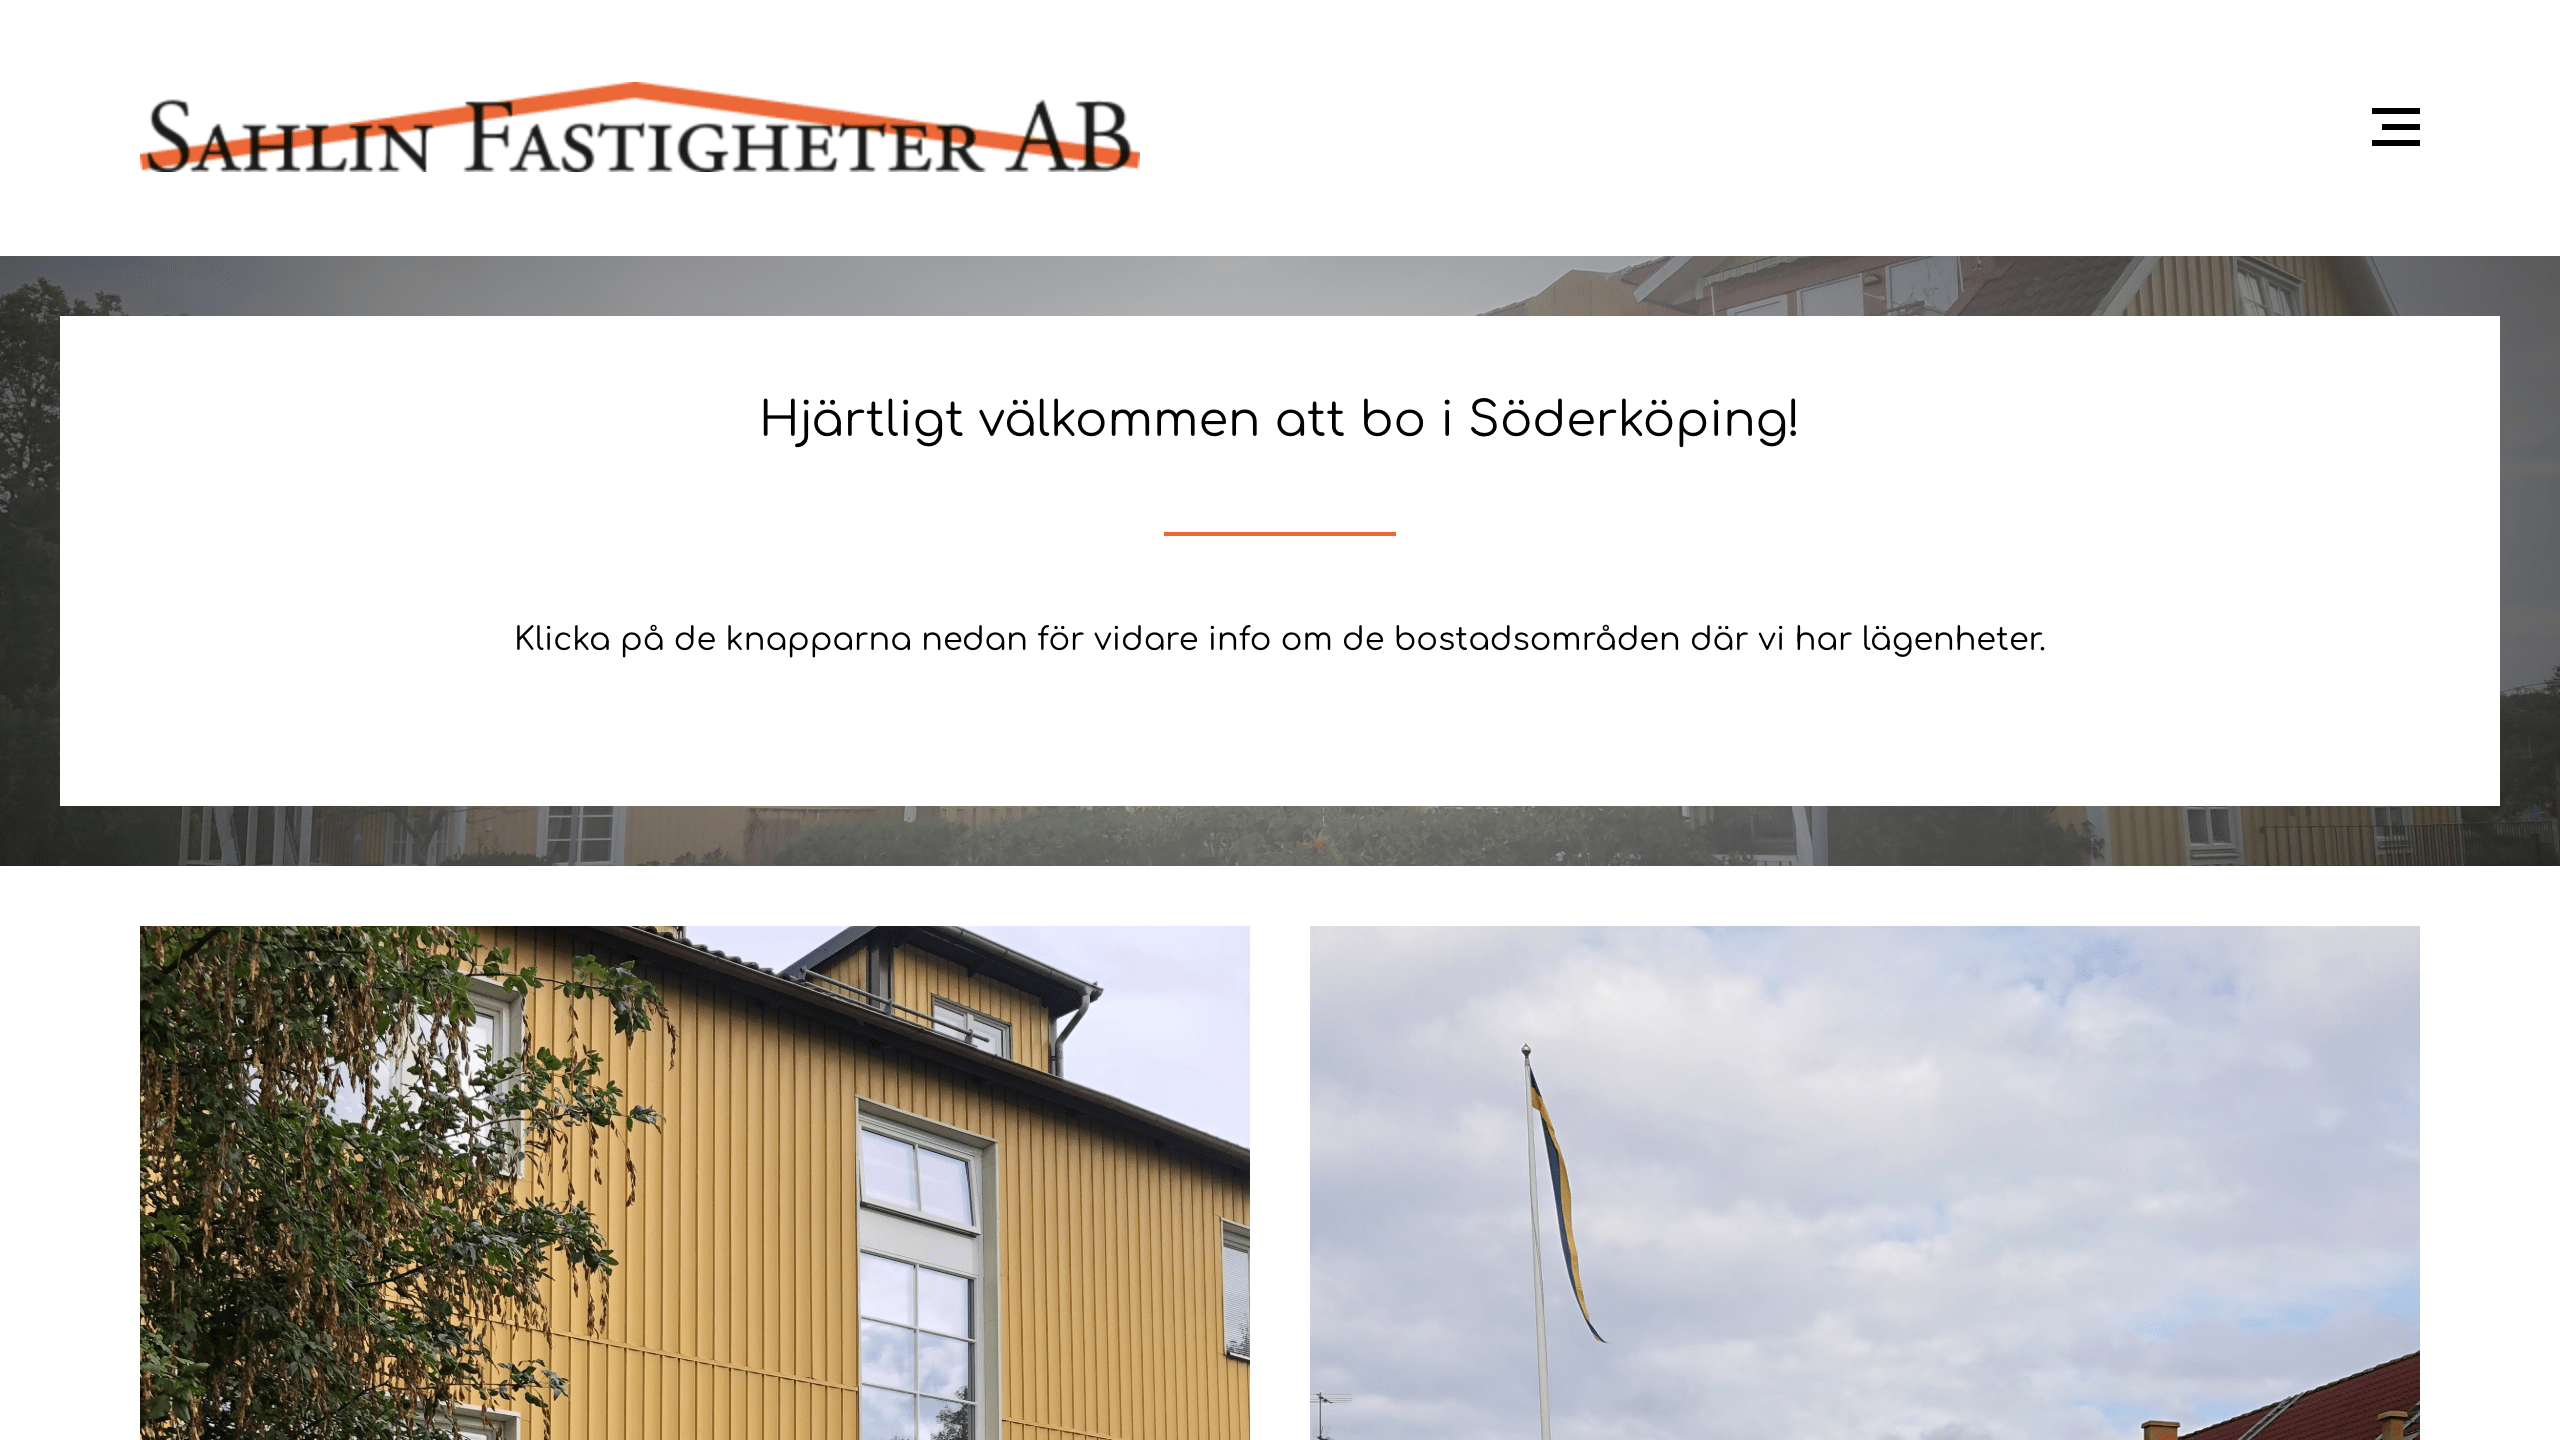 SAHLIN FASTIGHETER AB
Hjärtligt välkommen att bo i Söderköping!
Klicka på de knapparna nedan för vidare info om de bostadsområden där vi har lägenheter.